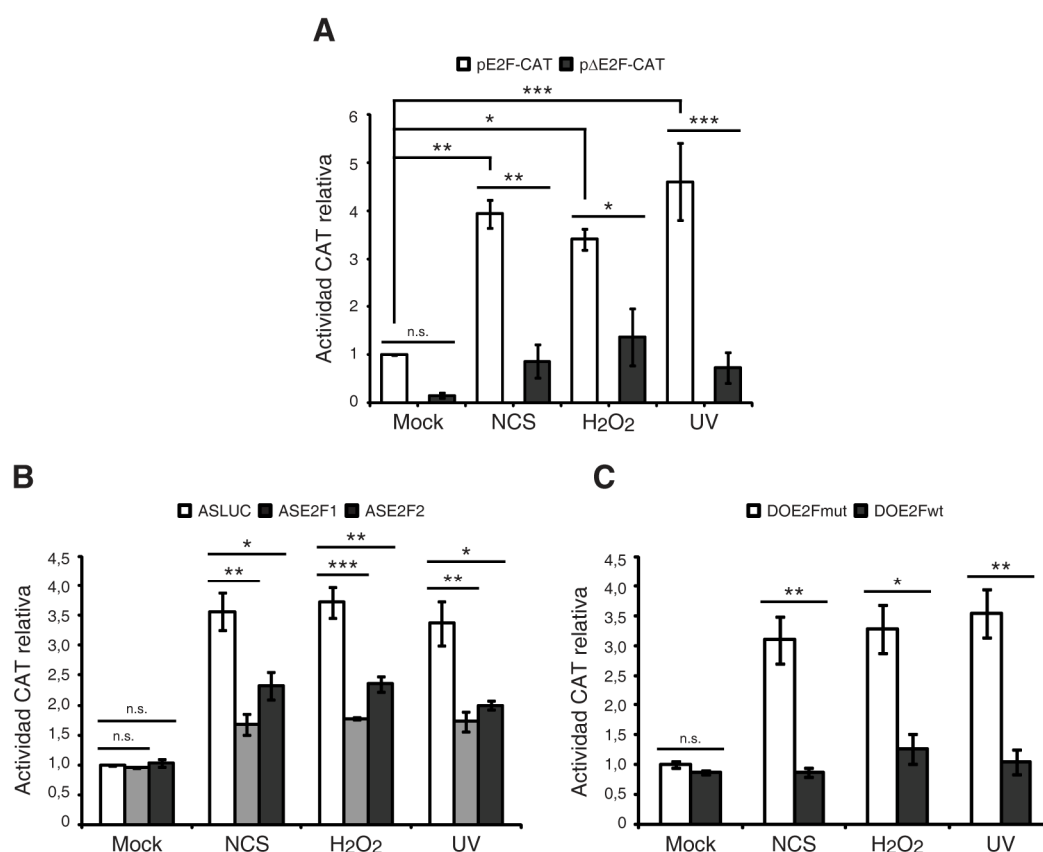 A
pE2F-CAT pΔE2F-CAT
***
*
**
**
*
***
n.s.
Actividad CAT relativa
6
5
4
3
2
1
0
Mock NCS H2O2 UV
B
ASLUC ASE2F1 ASE2F2
*
**
**
***
*
**
n.s.
n.s.
Actividad CAT relativa
4,5
4,0
3,5
3,0
2,5
2,0
1,5
1,0
0,5
0
Mock NCS H2O2 UV
C
DOE2Fmut DOE2Fwt
**
*
**
n.s.
Actividad CAT relativa
4,5
4,0
3,5
3,0
2,5
2,0
1,5
1,0
0,5
0
Mock NCS H2O2 UV